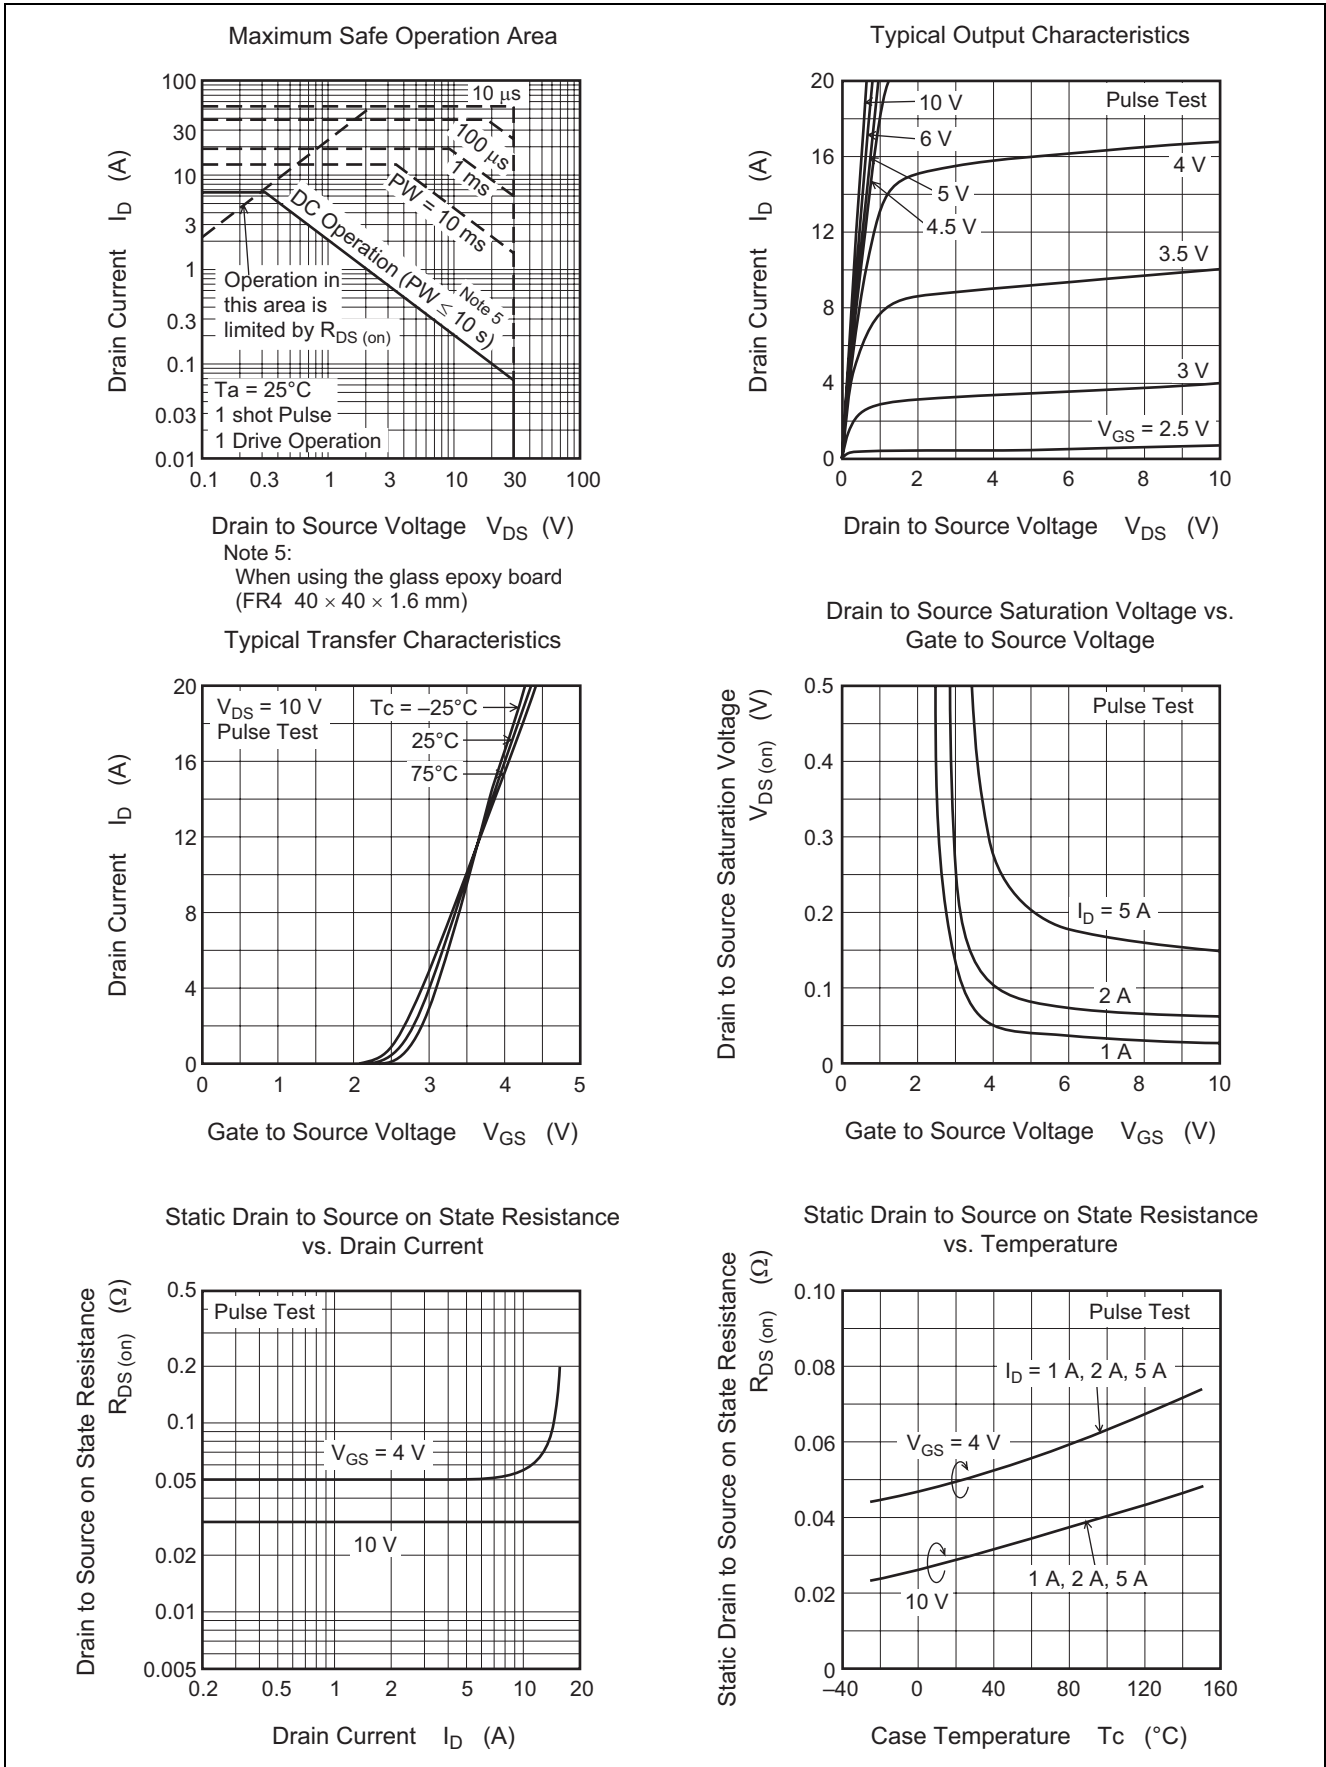 Maximum Safe Operation Area
100
30
10
3
1
0.3
0.1
0.03
0.01
0.1 0.3 1 3 10 30 100
Drain Current ID (A)
10 μs
100 μs
1 ms
PW = 10 ms
DC Operation (PW ≤ 10 s)
Note 5
Operation in
this area is
limited by RDS (on)
Ta = 25°C
1 shot Pulse
1 Drive Operation
Drain to Source Voltage VDS (V)
Note 5:
When using the glass epoxy board
(FR4 40 × 40 × 1.6 mm)
Typical Output Characteristics
20
16
12
8
4
0
0 2 4 6 8 10
Drain Current ID (A)
Pulse Test
10 V
6 V
5 V
4.5 V
4 V
3.5 V
3 V
VGS = 2.5 V
Drain to Source Voltage VDS (V)
Typical Transfer Characteristics
20
16
12
8
4
0
0 1 2 3 4 5
Drain Current ID (A)
VDS = 10 V
Pulse Test
Tc = –25°C
25°C
75°C
Gate to Source Voltage VGS (V)
Drain to Source Saturation Voltage vs.
Gate to Source Voltage
0.5
0.4
0.3
0.2
0.1
0
0 2 4 6 8 10
Drain to Source Saturation Voltage
VDS (on) (V)
Pulse Test
ID = 5 A
2 A
1 A
Gate to Source Voltage VGS (V)
Static Drain to Source on State Resistance
vs. Drain Current
0.5
0.2
0.1
0.05
0.02
0.01
0.005
0.2 0.5 1 2 5 10 20
Drain to Source on State Resistance
RDS (on) (Ω)
Pulse Test
VGS = 4 V
10 V
Drain Current ID (A)
Static Drain to Source on State Resistance
vs. Temperature
0.10
0.08
0.06
0.04
0.02
0
–40 0 40 80 120 160
Static Drain to Source on State Resistance
RDS (on) (Ω)
Pulse Test
ID = 1 A, 2 A, 5 A
VGS = 4 V
1 A, 2 A, 5 A
10 V
Case Temperature Tc (°C)